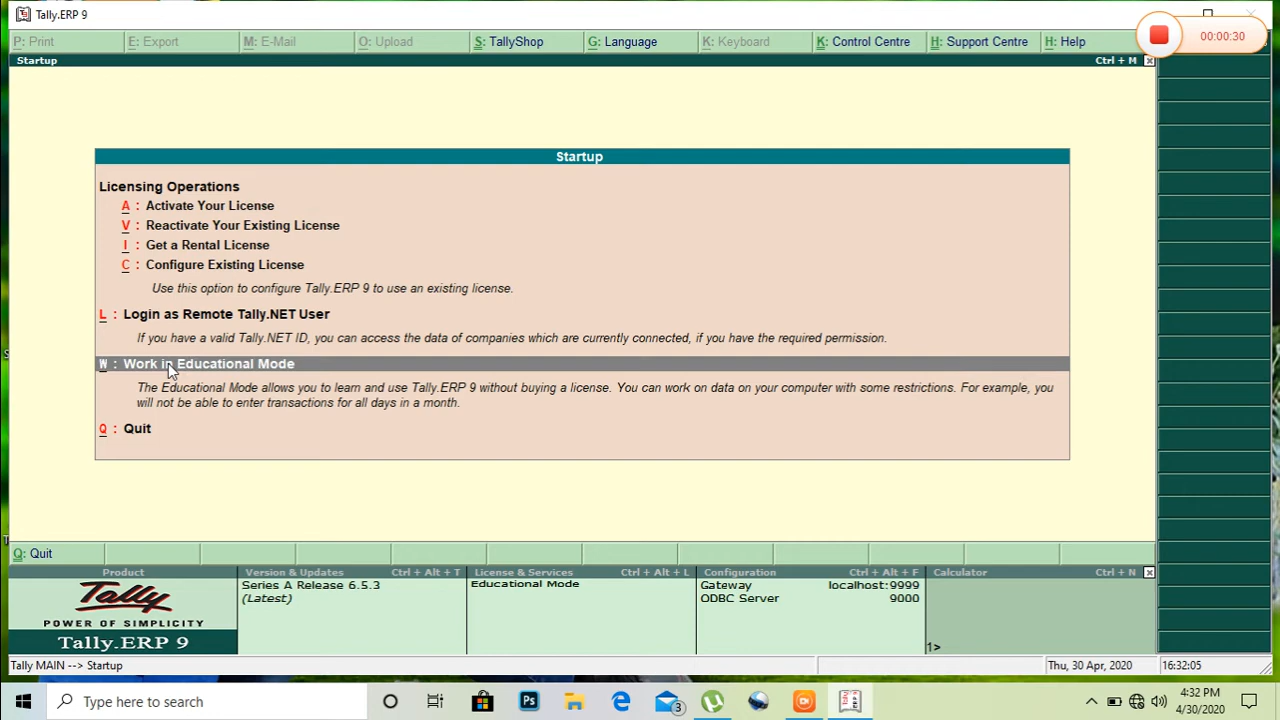 Tally.ERP 9
P: Print
E: Export
M: E-Mail
O: Upload
S: TallyShop
G: Language
K: Keyboard
K: Control Centre
H: Support Centre
H: Help
00:00:30
Startup
Ctrl + M
Startup
Licensing Operations
A : Activate Your License
V : Reactivate Your Existing License
I : Get a Rental License
C : Configure Existing License
Use this option to configure Tally.ERP 9 to use an existing license.
L : Login as Remote Tally.NET User
If you have a valid Tally.NET ID, you can access the data of companies which are currently connected, if you have the required permission.
W : Work in Educational Mode
The Educational Mode allows you to learn and use Tally.ERP 9 without buying a license. You can work on data on your computer with some restrictions. For example, you
will not be able to enter transactions for all days in a month.
Q : Quit
Q: Quit
Product
Version & Updates Ctrl + Alt + T
License & Services Ctrl + Alt + L
Configuration Ctrl + Alt + F
Calculator Ctrl + N
Tally
POWER OF SIMPLICITY
Tally.ERP 9
Series A Release 6.5.3
(Latest)
Educational Mode
Gateway localhost:9999
ODBC Server 9000
1>
Tally MAIN --> Startup
Thu, 30 Apr, 2020
16:32:05
Type here to search
Ps
3
4:32 PM
4/30/2020